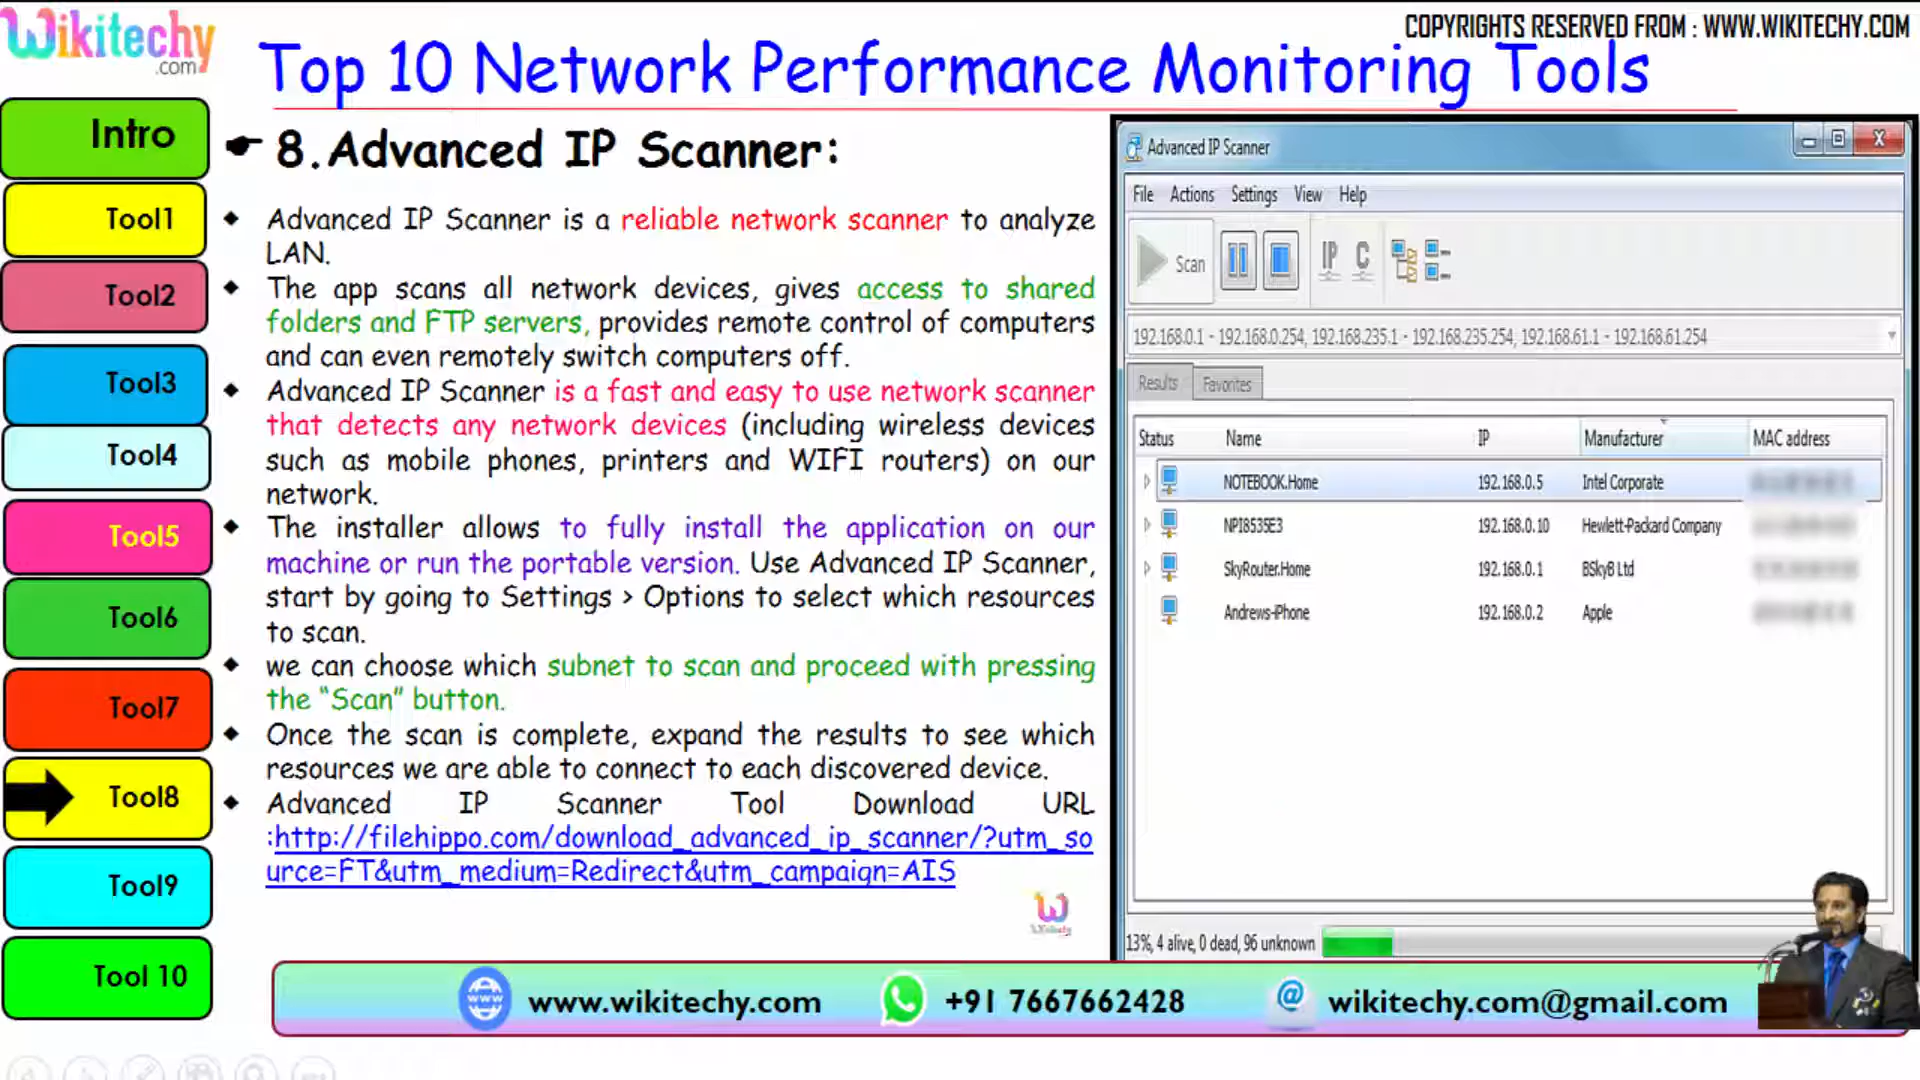 Wikitechy
.com
COPYRIGHTS RESERVED FROM : WWW.WIKITECHY.COM
Top 10 Network Performance Monitoring Tools
Intro
Tool1
Tool2
Tool3
Tool4
Tool5
Tool6
Tool7
Tool8
Tool9
Tool 10
8.Advanced IP Scanner:
Advanced IP Scanner is a reliable network scanner to analyze
LAN.
The app scans all network devices, gives access to shared
folders and FTP servers, provides remote control of computers
and can even remotely switch computers off.
Advanced IP Scanner is a fast and easy to use network scanner
that detects any network devices (including wireless devices
such as mobile phones, printers and WIFI routers) on our
network.
The installer allows to fully install the application on our
machine or run the portable version. Use Advanced IP Scanner,
start by going to Settings > Options to select which resources
to scan.
we can choose which subnet to scan and proceed with pressing
the “Scan” button.
Once the scan is complete, expand the results to see which
resources we are able to connect to each discovered device.
Advanced IP Scanner Tool Download URL
:http://filehippo.com/download_advanced_ip_scanner/?utm_so
urce=FT&utm_medium=Redirect&utm_campaign=AIS
Wikitechy
Advanced IP Scanner
File Actions Settings View Help
Scan IP C
192.168.0.1 - 192.168.0.254, 192.168.235.1 - 192.168.235.254, 192.168.61.1 - 192.168.61.254
Results Favorites
Status Name IP Manufacturer MAC address
NOTEBOOK.Home 192.168.0.5 Intel Corporate
NPI8535E3 192.168.0.10 Hewlett-Packard Company
SkyRouter.Home 192.168.0.1 BSkyB Ltd
Andrews-iPhone 192.168.0.2 Apple
13%, 4 alive, 0 dead, 96 unknown
www www.wikitechy.com +91 7667662428 @ wikitechy.com@gmail.com